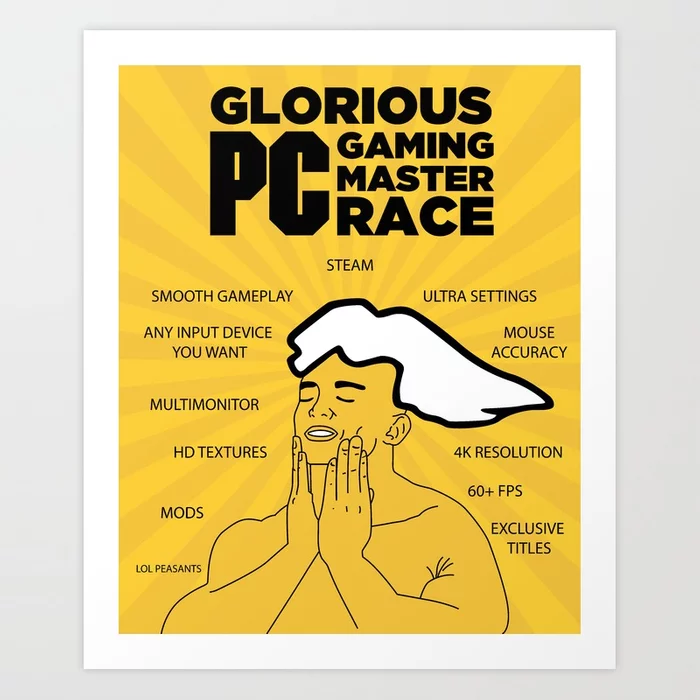 GLORIOUS
PC GAMING
MASTER
RACE
STEAM
SMOOTH GAMEPLAY
ULTRA SETTINGS
ANY INPUT DEVICE
YOU WANT
MOUSE
ACCURACY
MULTIMONITOR
HD TEXTURES
4K RESOLUTION
60+ FPS
MODS
EXCLUSIVE
TITLES
LOL PEASANTS